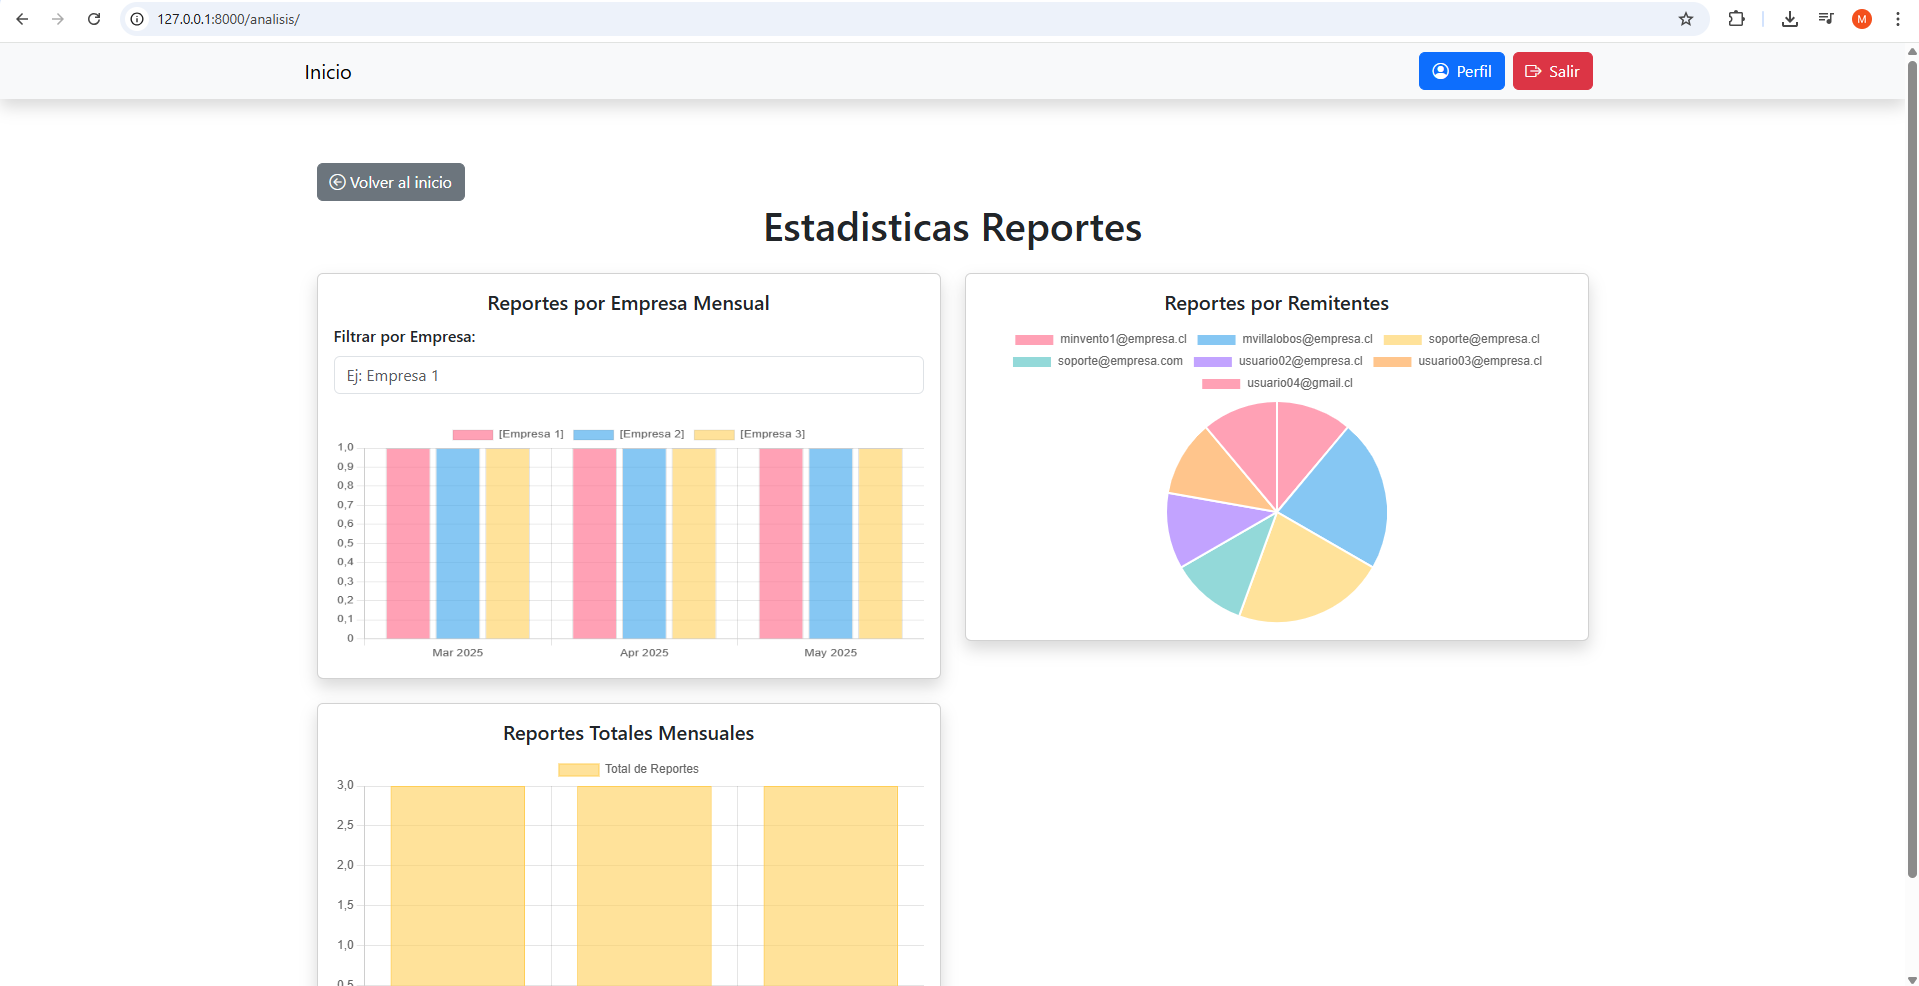 127.0.0.1:8000/analisis/
M
Inicio
Perfil
Salir
Volver al inicio
Estadisticas Reportes
Reportes por Empresa Mensual
Filtrar por Empresa:
Ej: Empresa 1
[Empresa 1] [Empresa 2] [Empresa 3]
1,0
0,9
0,8
0,7
0,6
0,5
0,4
0,3
0,2
0,1
0
Mar 2025 Apr 2025 May 2025
Reportes por Remitentes
minvento1@empresa.cl mvillalobos@empresa.cl soporte@empresa.cl
soporte@empresa.com usuario02@empresa.cl usuario03@empresa.cl
usuario04@gmail.cl
Reportes Totales Mensuales
Total de Reportes
3,0
2,5
2,0
1,5
1,0
0,5